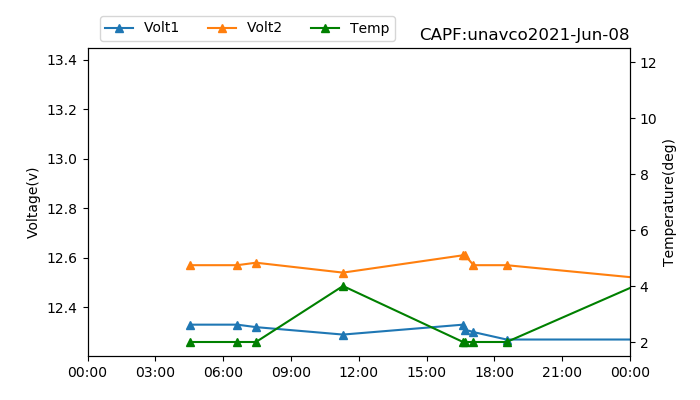 Volt1 Volt2 Temp
CAPF:unavco2021-Jun-08
13.4
13.2
13.0
12.8
12.6
12.4
Voltage(v)
12
10
8
6
4
2
Temperature(deg)
00:00 03:00 06:00 09:00 12:00 15:00 18:00 21:00 00:00